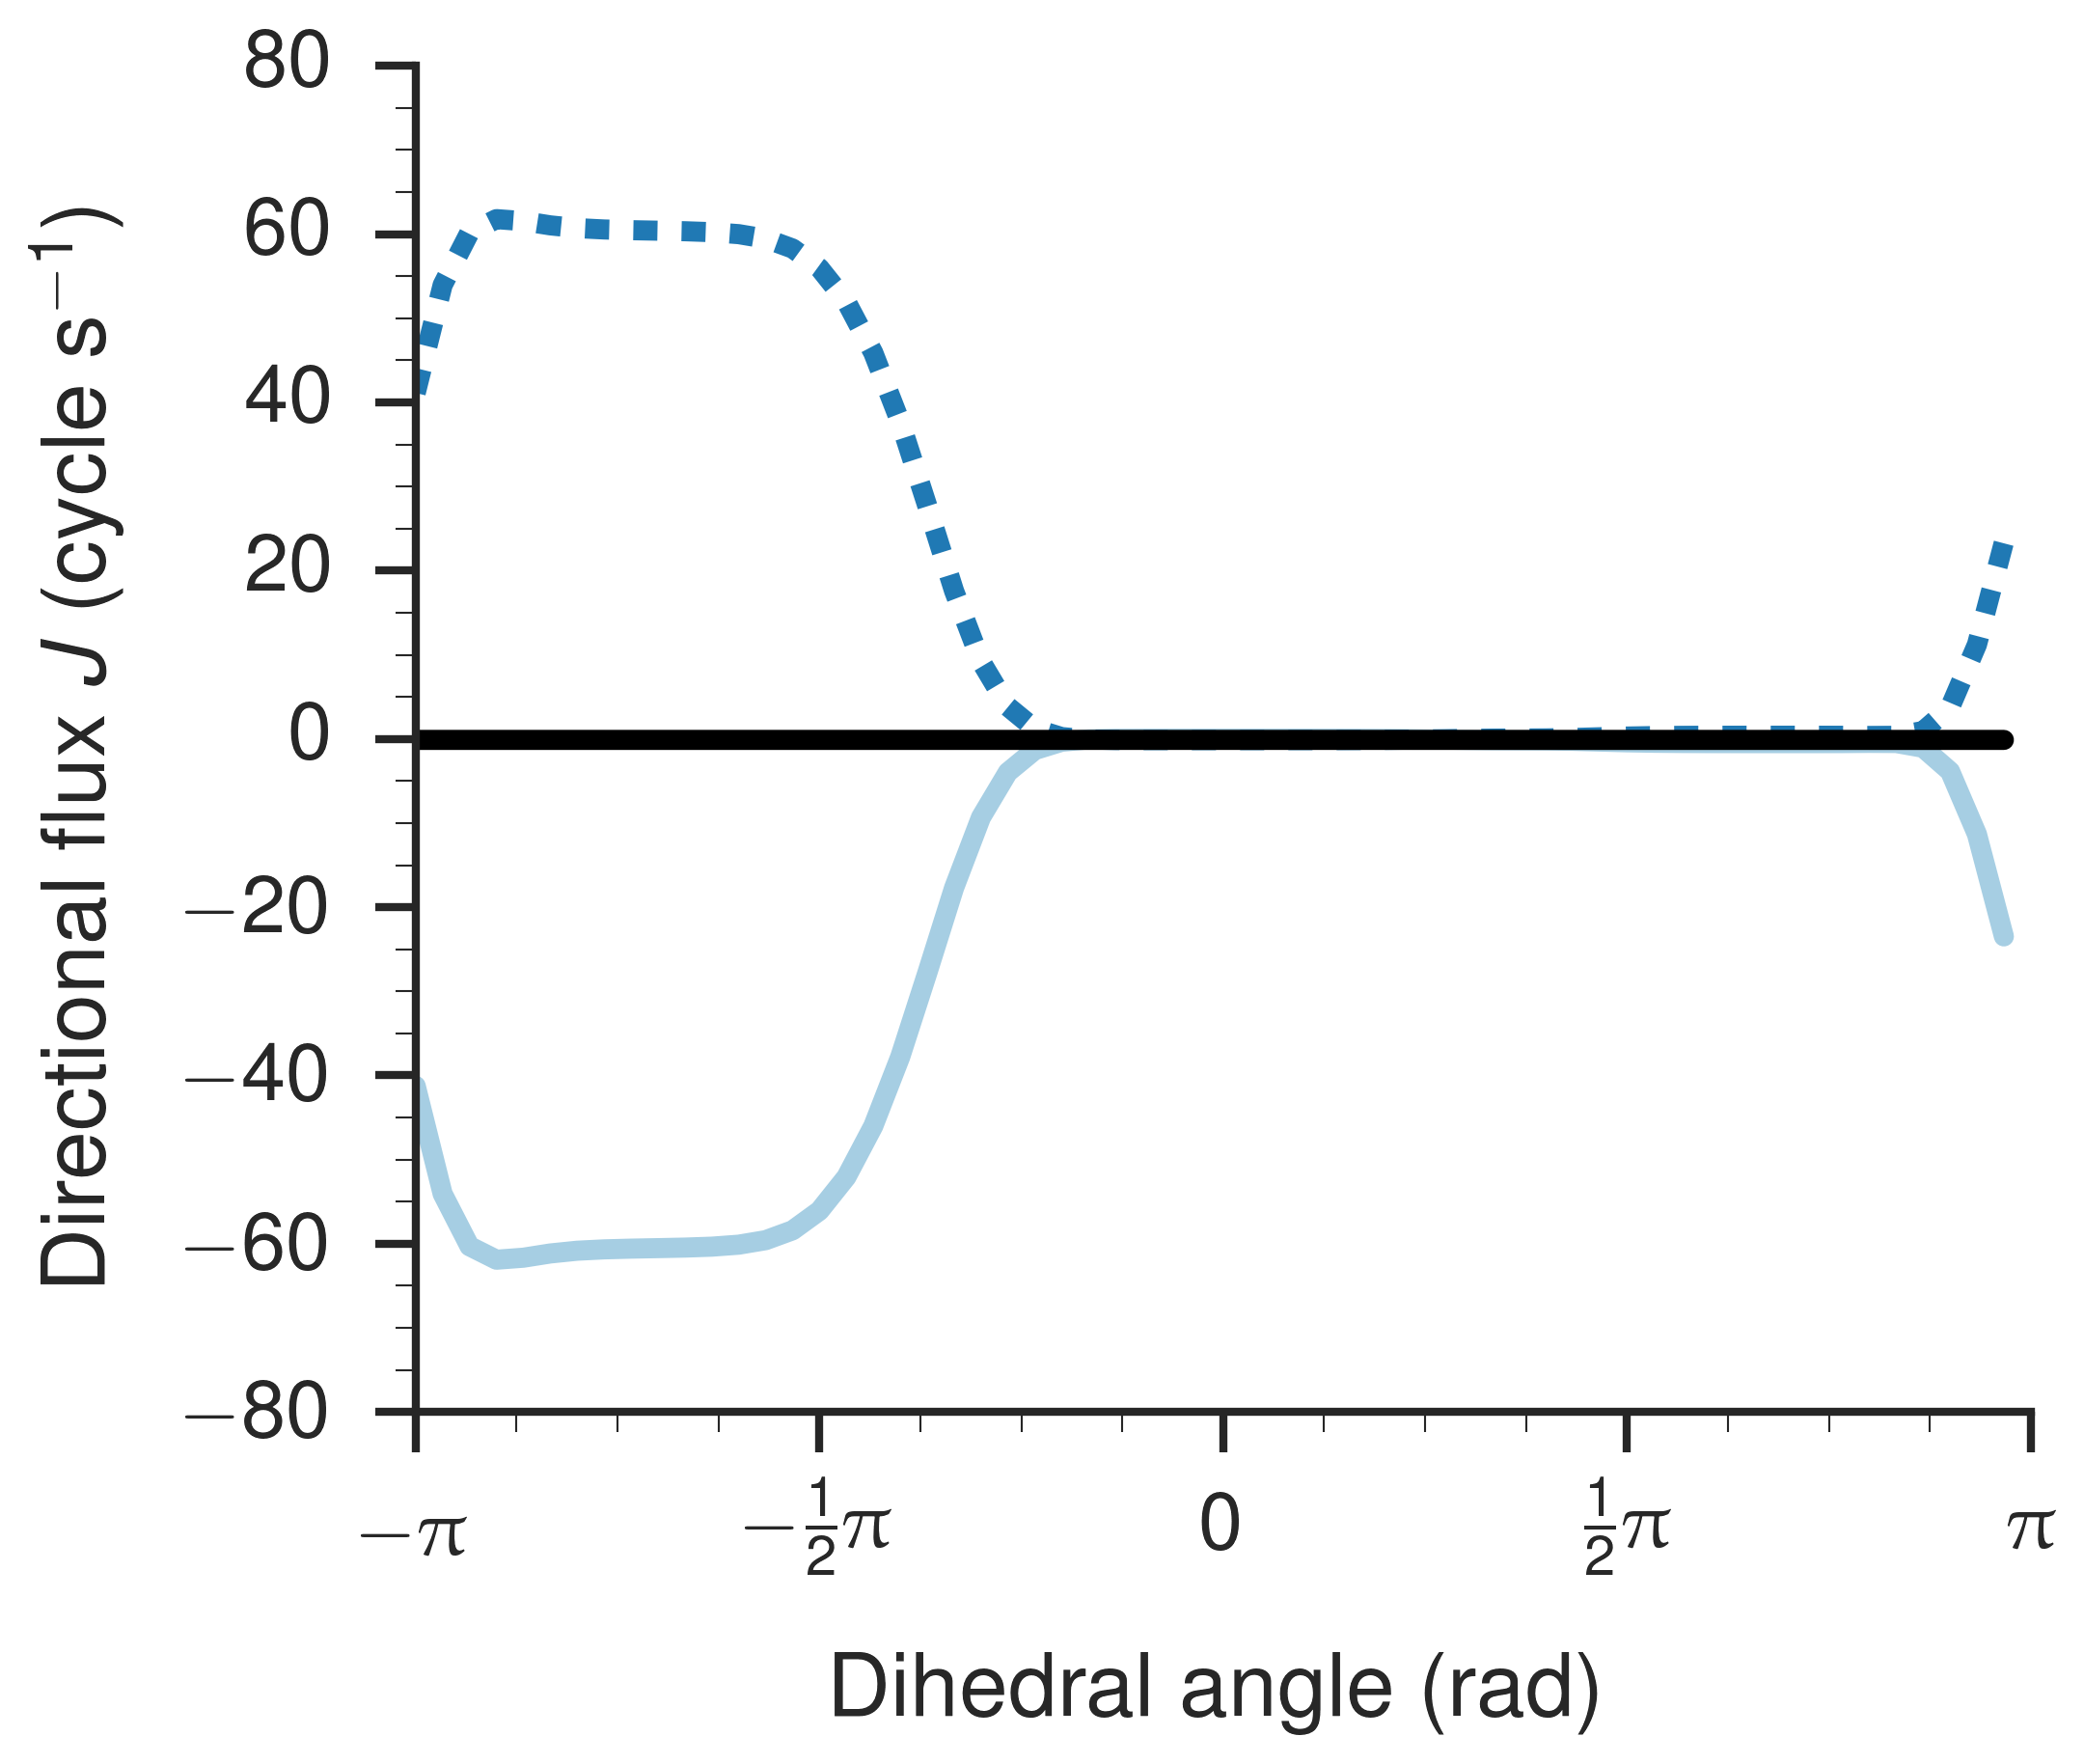 Directional flux J (cycle s⁻¹)
80
60
40
20
0
−20
−40
−60
−80
−π
−½π
0
½π
π
Dihedral angle (rad)